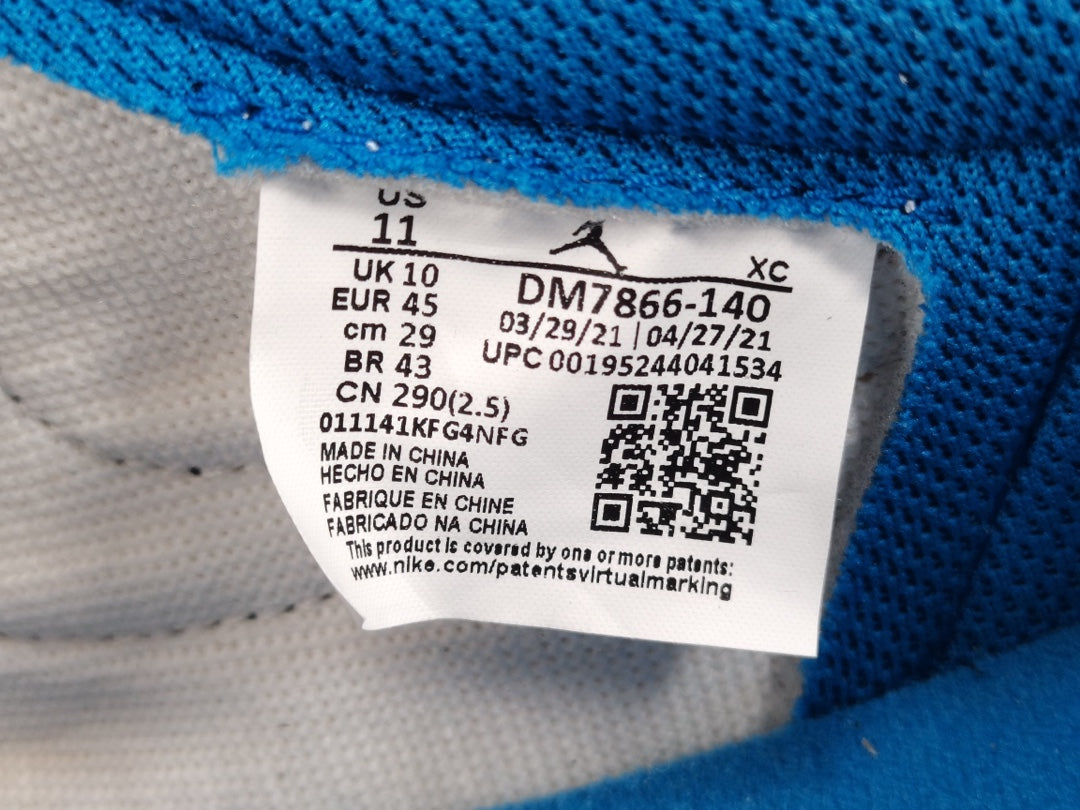 US
11
UK 10
EUR 45
cm 29
BR 43
CN 290(2.5)
011141KFG4NFG
XC
DM7866-140
03/29/21 | 04/27/21
UPC 00195244041534
MADE IN CHINA
HECHO EN CHINA
FABRIQUE EN CHINE
FABRICADO NA CHINA
This product is covered by one or more patents:
www.nike.com/patentsvirtualmarking